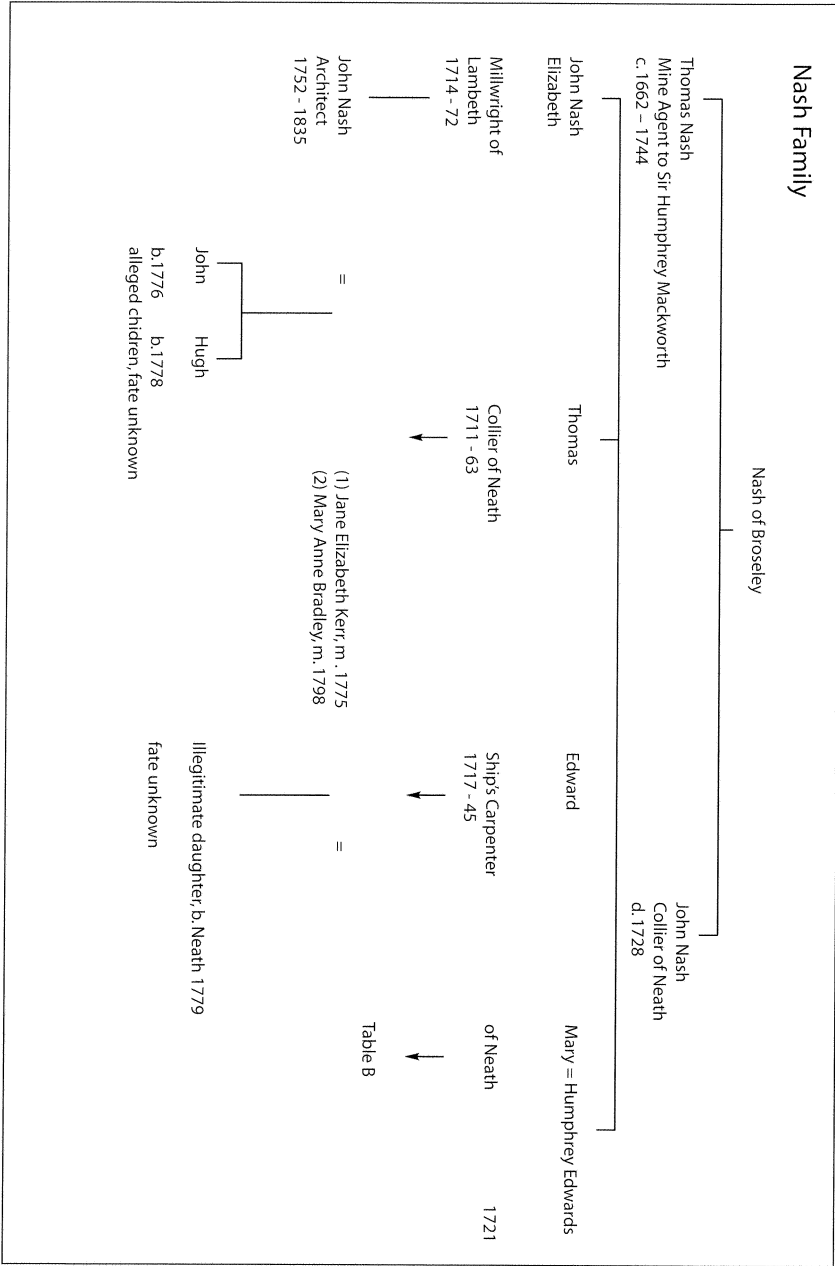 Nash Family
Nash of Broseley
Thomas Nash
Mine Agent to Sir Humphrey Mackworth
c. 1662 – 1744
John Nash
Collier of Neath
d. 1728
John Nash
Elizabeth
Thomas
Edward
Mary = Humphrey Edwards
Millwright of
Lambeth
1714 - 72
Collier of Neath
1711 - 63
Ship's Carpenter
1717 - 45
of Neath
1721
Table B
John Nash
Architect
1752 - 1835
=
(1) Jane Elizabeth Kerr, m . 1775
(2) Mary Anne Bradley, m. 1798
=
John
Hugh
b.1776
b.1778
alleged chidren, fate unknown
Illegitimate daughter, b. Neath 1779
fate unknown